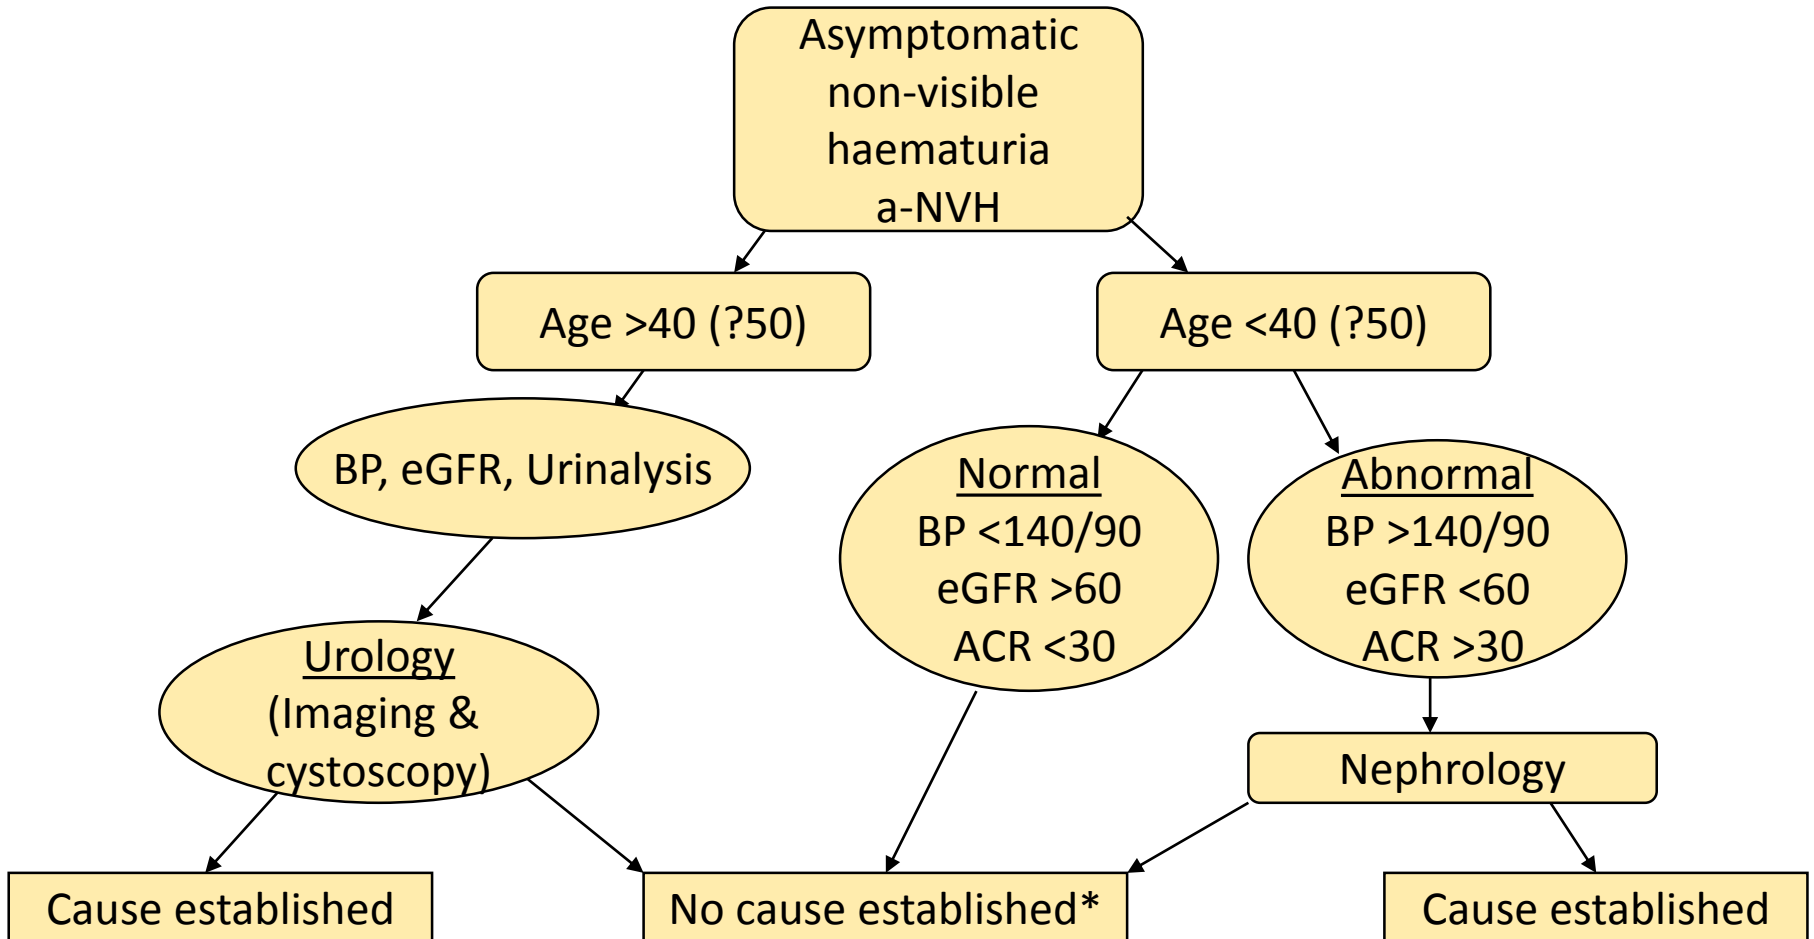 Asymptomatic
non-visible
haematuria
a-NVH
Age >40 (?50)
Age <40 (?50)
BP, eGFR, Urinalysis
Normal
BP <140/90
eGFR >60
ACR <30
Abnormal
BP >140/90
eGFR <60
ACR >30
Urology
(Imaging &
cystoscopy)
Nephrology
Cause established
No cause established*
Cause established